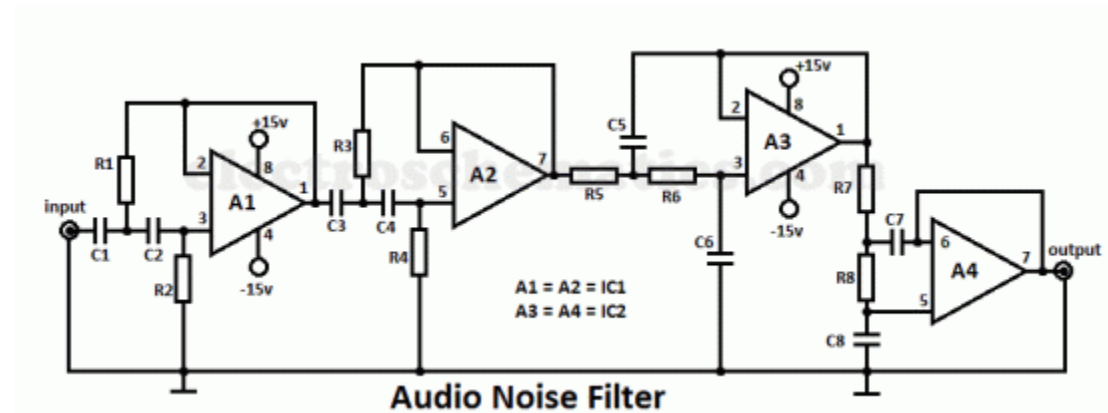 electroschematics.com
input
C1
R1
C2
R2
2
3
+15v
8
A1
1
4
-15v
C3
R3
C4
R4
6
5
A2
7
R5
C5
R6
C6
2
3
+15v
8
A3
1
4
-15v
R7
C7
R8
C8
6
5
A4
7
output
A1 = A2 = IC1
A3 = A4 = IC2
Audio Noise Filter